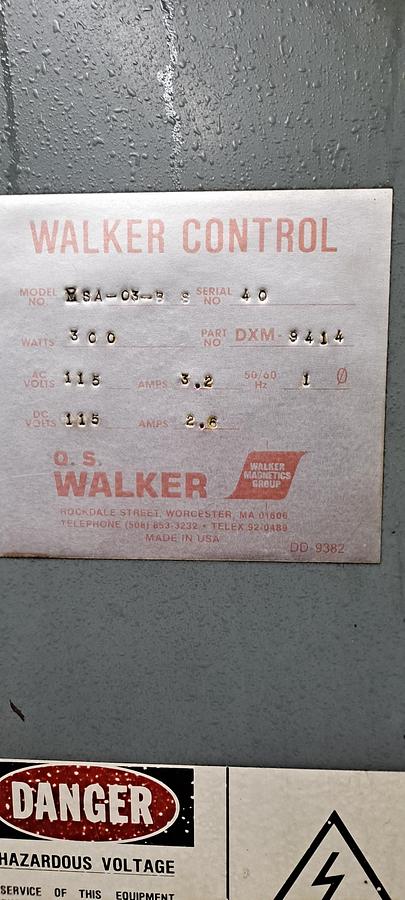 WALKER CONTROL
MODEL NO. SA-03- S SERIAL NO 40
WATTS 300 PART NO DXM-9414
AC VOLTS 115 AMPS 3.2 50/60 Hz 1 Ø
DC VOLTS 115 AMPS 2.6
O. S.
WALKER
WALKER MAGNETICS GROUP
ROCKDALE STREET, WORCESTER, MA 01606
TELEPHONE (508) 853-3232 • TELEX 92-0489
MADE IN USA
DD-9382
DANGER
HAZARDOUS VOLTAGE
SERVICE OF THIS EQUIPMENT